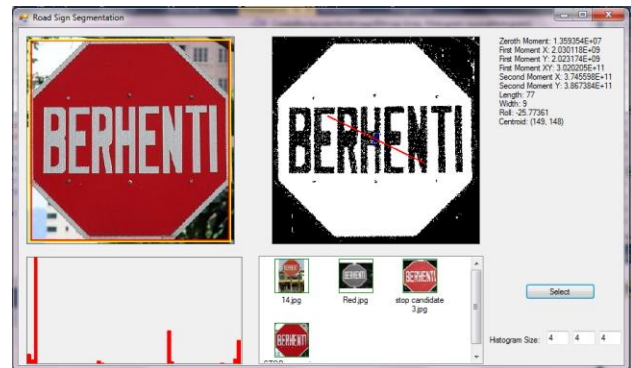 Road Sign Segmentation
BERHENTI
BERHENTI
Zeroth Moment: 1.359354E+07
First Moment X: 2.030118E+09
First Moment Y: 2.023174E+09
First Moment XY: 3.020205E+11
Second Moment X: 3.745598E+11
Second Moment Y: 3.867384E+11
Length: 77
Width: 9
Roll: -25.77361
Centroid: (149, 148)
14.jpg
Red.jpg
stop candidate
3.jpg
BERHENTI
Select
Histogram Size: 4 4 4